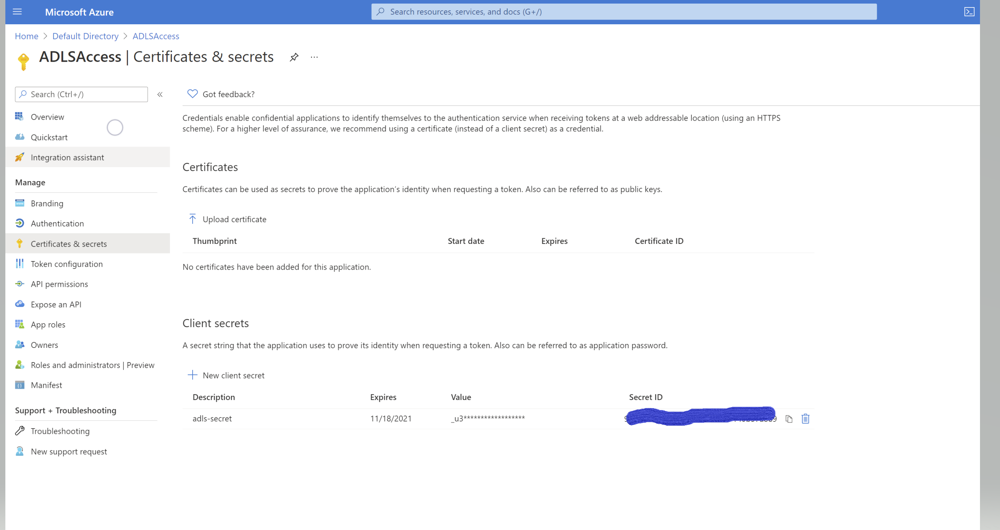 Microsoft Azure
Search resources, services, and docs (G+/)
Home > Default Directory > ADLSAccess
ADLSAccess | Certificates & secrets
...
Search (Ctrl+/)
«
Got feedback?
Overview
Quickstart
Integration assistant
Manage
Branding
Authentication
Certificates & secrets
Token configuration
API permissions
Expose an API
App roles
Owners
Roles and administrators | Preview
Manifest
Support + Troubleshooting
Troubleshooting
New support request
Credentials enable confidential applications to identify themselves to the authentication service when receiving tokens at a web addressable location (using an HTTPS
scheme). For a higher level of assurance, we recommend using a certificate (instead of a client secret) as a credential.
Certificates
Certificates can be used as secrets to prove the application's identity when requesting a token. Also can be referred to as public keys.
Upload certificate
Thumbprint Start date Expires Certificate ID
No certificates have been added for this application.
Client secrets
A secret string that the application uses to prove its identity when requesting a token. Also can be referred to as application password.
New client secret
Description Expires Value Secret ID
adls-secret 11/18/2021 _u3******************